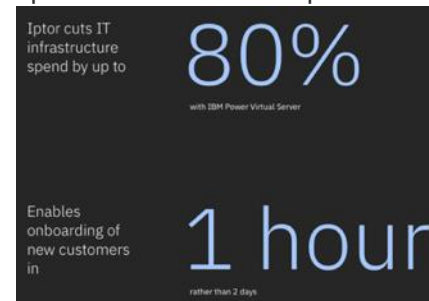 Iptor cuts IT
infrastructure
spend by up to
80%
with IBM Power Virtual Server
Enables
onboarding of
new customers
in
1 hour
rather than 2 days